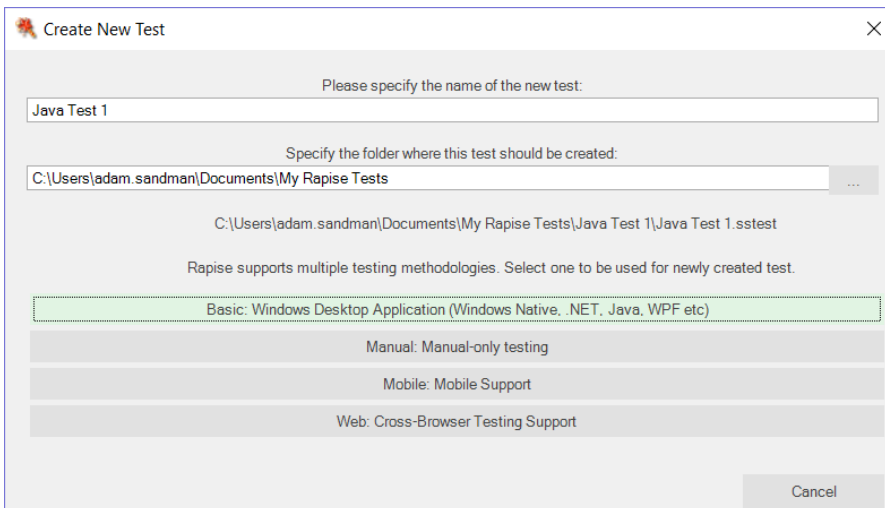 Create New Test
Please specify the name of the new test:
Java Test 1
Specify the folder where this test should be created:
C:\Users\adam.sandman\Documents\My Rapise Tests
...
C:\Users\adam.sandman\Documents\My Rapise Tests\Java Test 1\Java Test 1.sstest
Rapise supports multiple testing methodologies. Select one to be used for newly created test.
Basic: Windows Desktop Application (Windows Native, .NET, Java, WPF etc)
Manual: Manual-only testing
Mobile: Mobile Support
Web: Cross-Browser Testing Support
Cancel